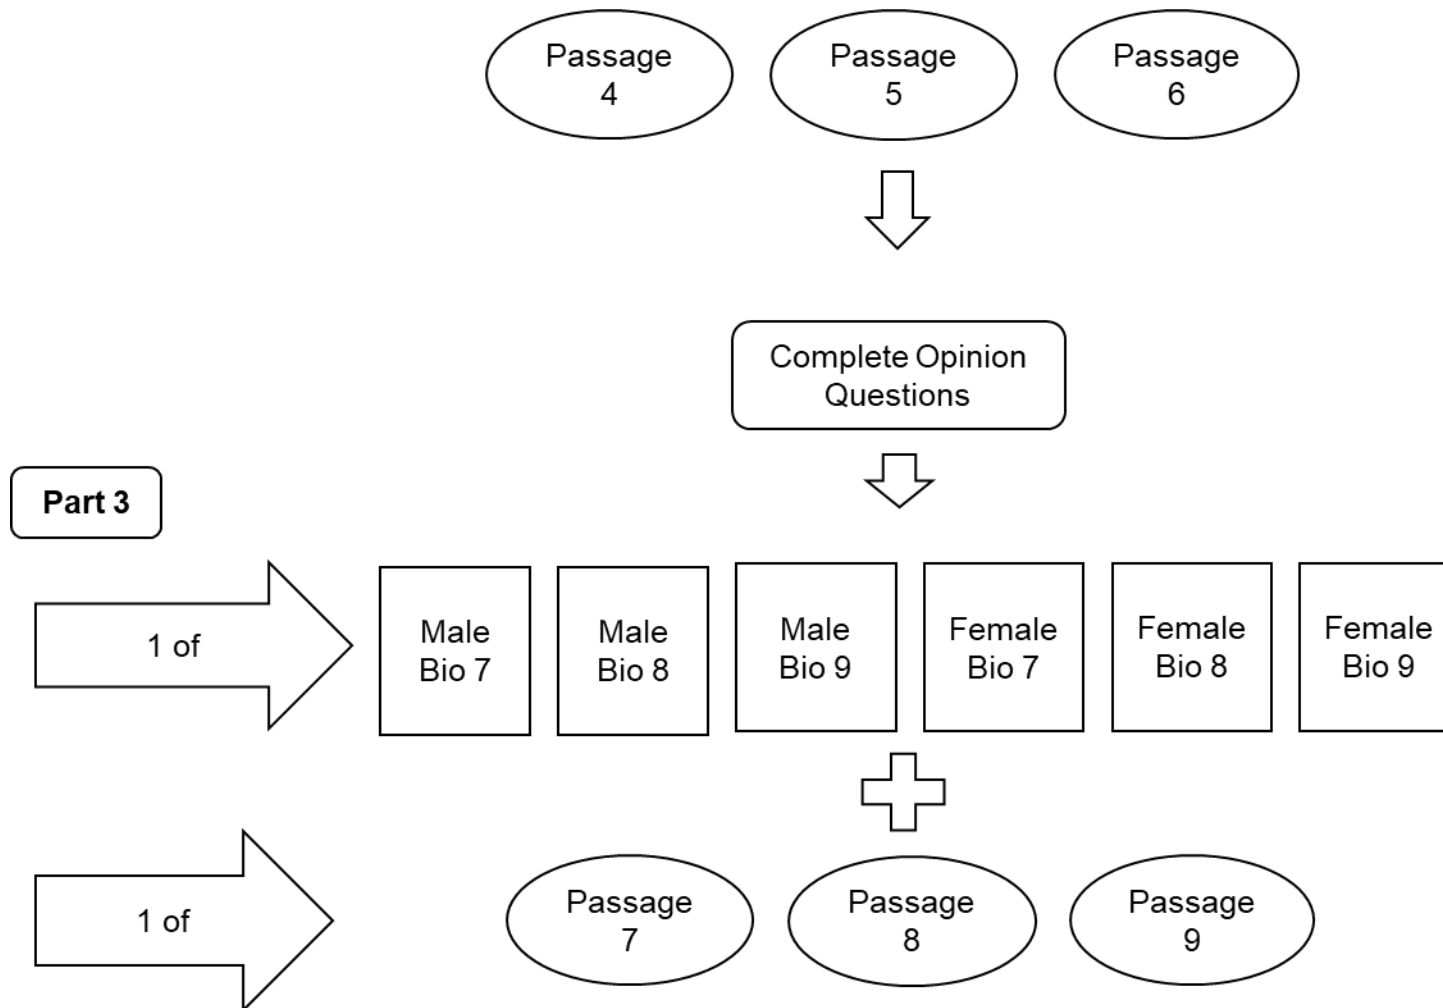 Passage
4
Passage
5
Passage
6
Complete Opinion
Questions
Part 3
1 of
Male
Bio 7
Male
Bio 8
Male
Bio 9
Female
Bio 7
Female
Bio 8
Female
Bio 9
1 of
Passage
7
Passage
8
Passage
9